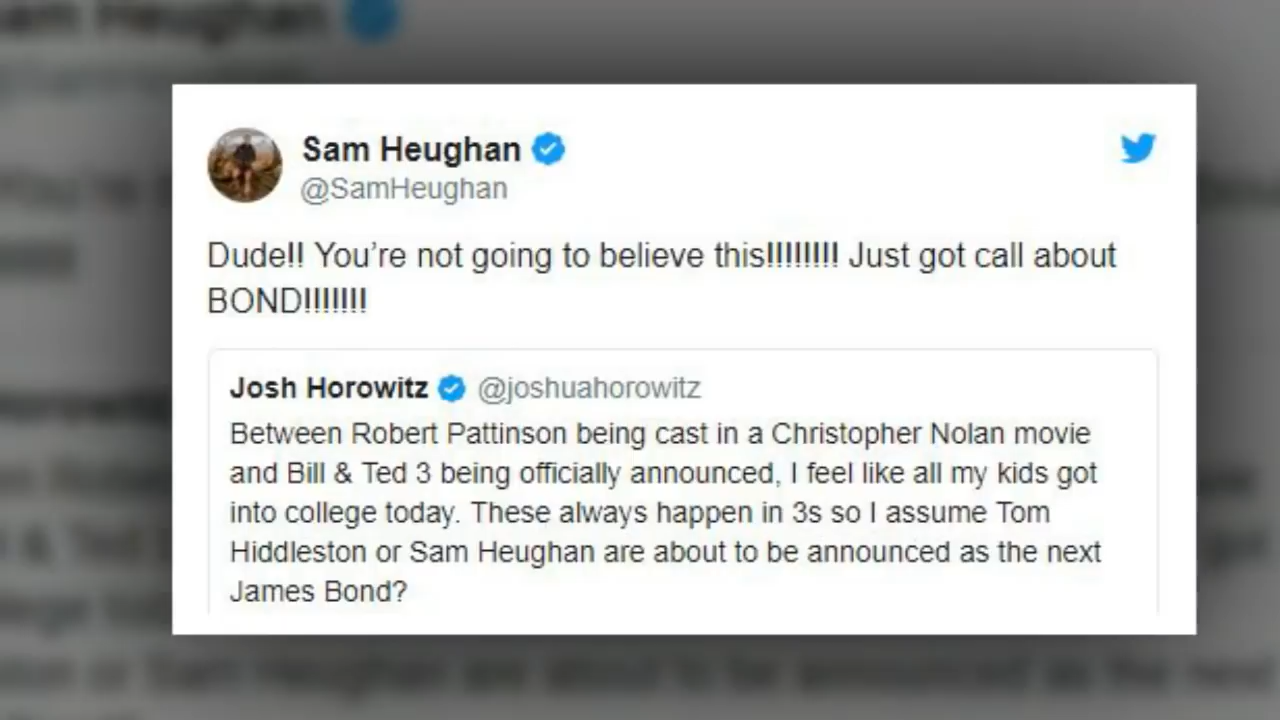 Sam Heughan
@SamHeughan
Dude!! You’re not going to believe this!!!!!!!! Just got call about
BOND!!!!!!!
Josh Horowitz @joshuahorowitz
Between Robert Pattinson being cast in a Christopher Nolan movie
and Bill & Ted 3 being officially announced, I feel like all my kids got
into college today. These always happen in 3s so I assume Tom
Hiddleston or Sam Heughan are about to be announced as the next
James Bond?